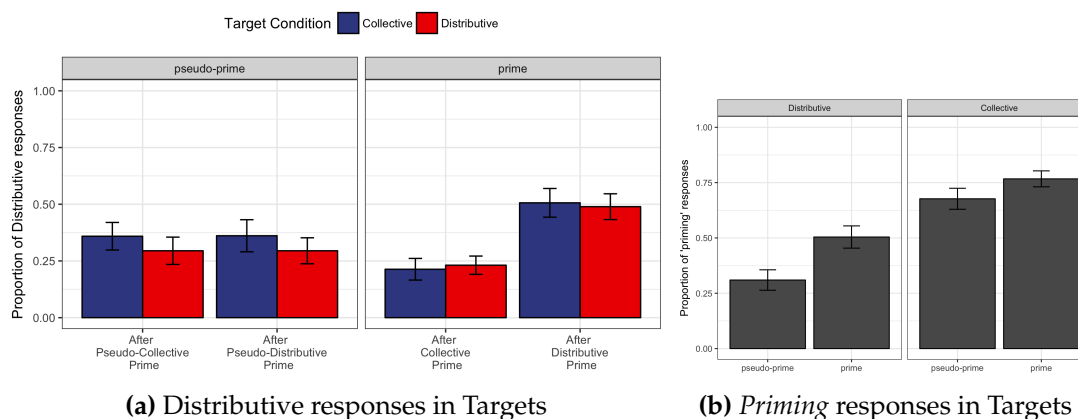 Target Condition Collective Distributive
pseudo-prime prime
Proportion of Distributive responses
1.00
0.75
0.50
0.25
0.00
After
Pseudo-Collective
Prime
After
Pseudo-Distributive
Prime
After
Collective
Prime
After
Distributive
Prime
(a) Distributive responses in Targets
Distributive Collective
Proportion of 'priming' responses
1.00
0.75
0.50
0.25
0.00
pseudo-prime prime pseudo-prime prime
(b) Priming responses in Targets